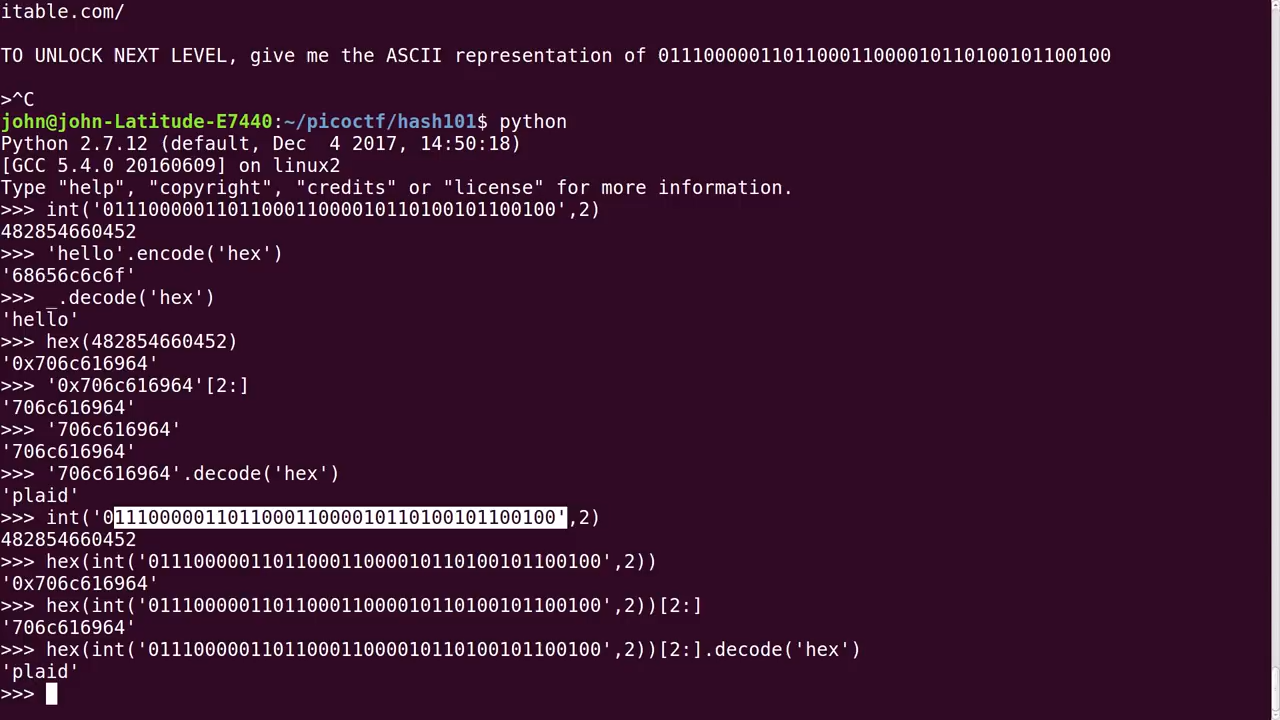 itable.com/
TO UNLOCK NEXT LEVEL, give me the ASCII representation of 0111000001101100011000010110100101100100
>^C
john@john-Latitude-E7440:~/picoctf/hash101$ python
Python 2.7.12 (default, Dec  4 2017, 14:50:18)
[GCC 5.4.0 20160609] on linux2
Type "help", "copyright", "credits" or "license" for more information.
>>> int('0111000001101100011000010110100101100100',2)
482854660452
>>> 'hello'.encode('hex')
'68656c6c6f'
>>> _.decode('hex')
'hello'
>>> hex(482854660452)
'0x706c616964'
>>> '0x706c616964'[2:]
'706c616964'
>>> '706c616964'
'706c616964'
>>> '706c616964'.decode('hex')
'plaid'
>>> int('0111000001101100011000010110100101100100',2)
482854660452
>>> hex(int('0111000001101100011000010110100101100100',2))
'0x706c616964'
>>> hex(int('0111000001101100011000010110100101100100',2))[2:]
'706c616964'
>>> hex(int('0111000001101100011000010110100101100100',2))[2:].decode('hex')
'plaid'
>>>